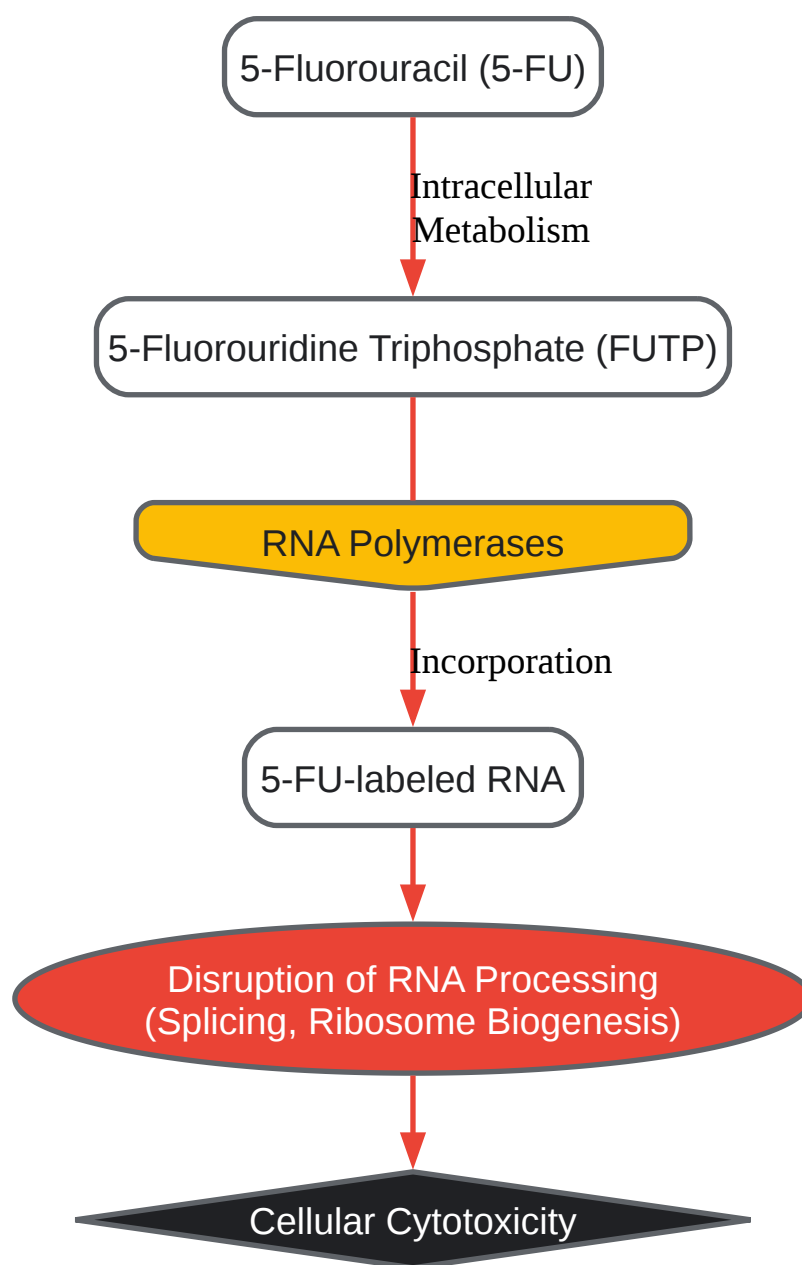 5-Fluorouracil (5-FU)
Intracellular
Metabolism
5-Fluorouridine Triphosphate (FUTP)
RNA Polymerases
Incorporation
5-FU-labeled RNA
Disruption of RNA Processing
(Splicing, Ribosome Biogenesis)
Cellular Cytotoxicity